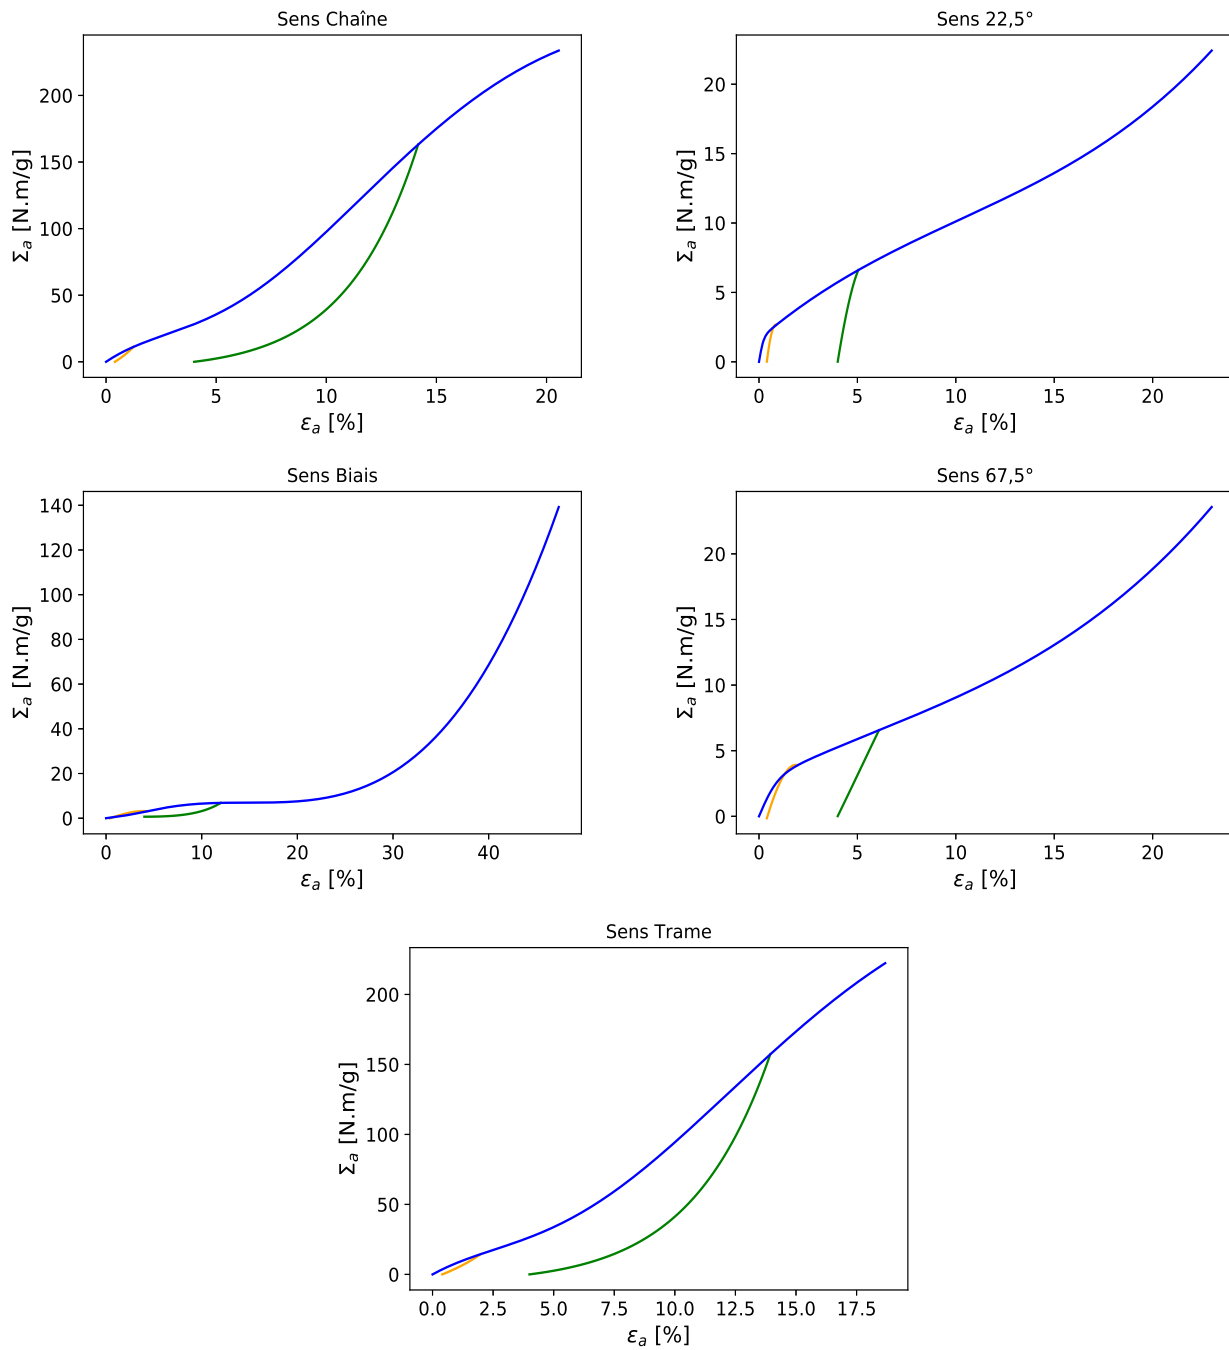 Sens Chaîne
Σa [N.m/g]
200
150
100
50
0
0 5 10 15 20
εa [%]
Sens 22,5°
Σa [N.m/g]
20
15
10
5
0
0 5 10 15 20
εa [%]
Sens Biais
Σa [N.m/g]
140
120
100
80
60
40
20
0
0 10 20 30 40
εa [%]
Sens 67,5°
Σa [N.m/g]
20
15
10
5
0
0 5 10 15 20
εa [%]
Sens Trame
Σa [N.m/g]
200
150
100
50
0
0.0 2.5 5.0 7.5 10.0 12.5 15.0 17.5
εa [%]